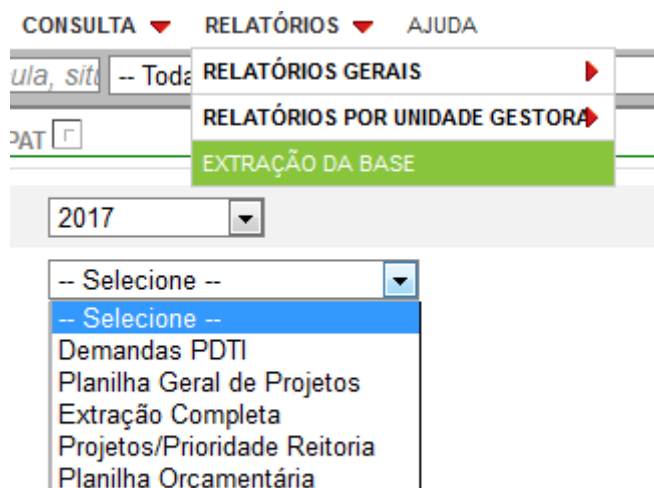 CONSULTA RELATÓRIOS AJUDA
ula, sit -- Toda RELATÓRIOS GERAIS
RELATÓRIOS POR UNIDADE GESTORA
PAT
EXTRAÇÃO DA BASE
2017
-- Selecione --
-- Selecione --
Demandas PDTI
Planilha Geral de Projetos
Extração Completa
Projetos/Prioridade Reitoria
Planilha Orçamentária